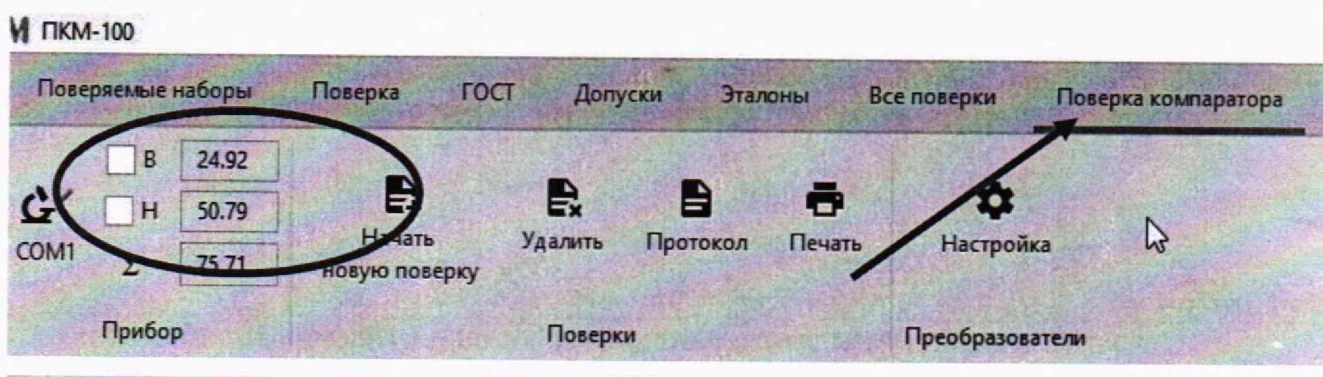 ПКМ-100
Поверяемые наборы Поверка ГОСТ Допуски Эталоны Все поверки Поверка компаратора
В 24.92
Н 50.79
Σ 75.71
COM1
Начать новую поверку
Удалить Протокол Печать Настройка
Прибор Поверки Преобразователи